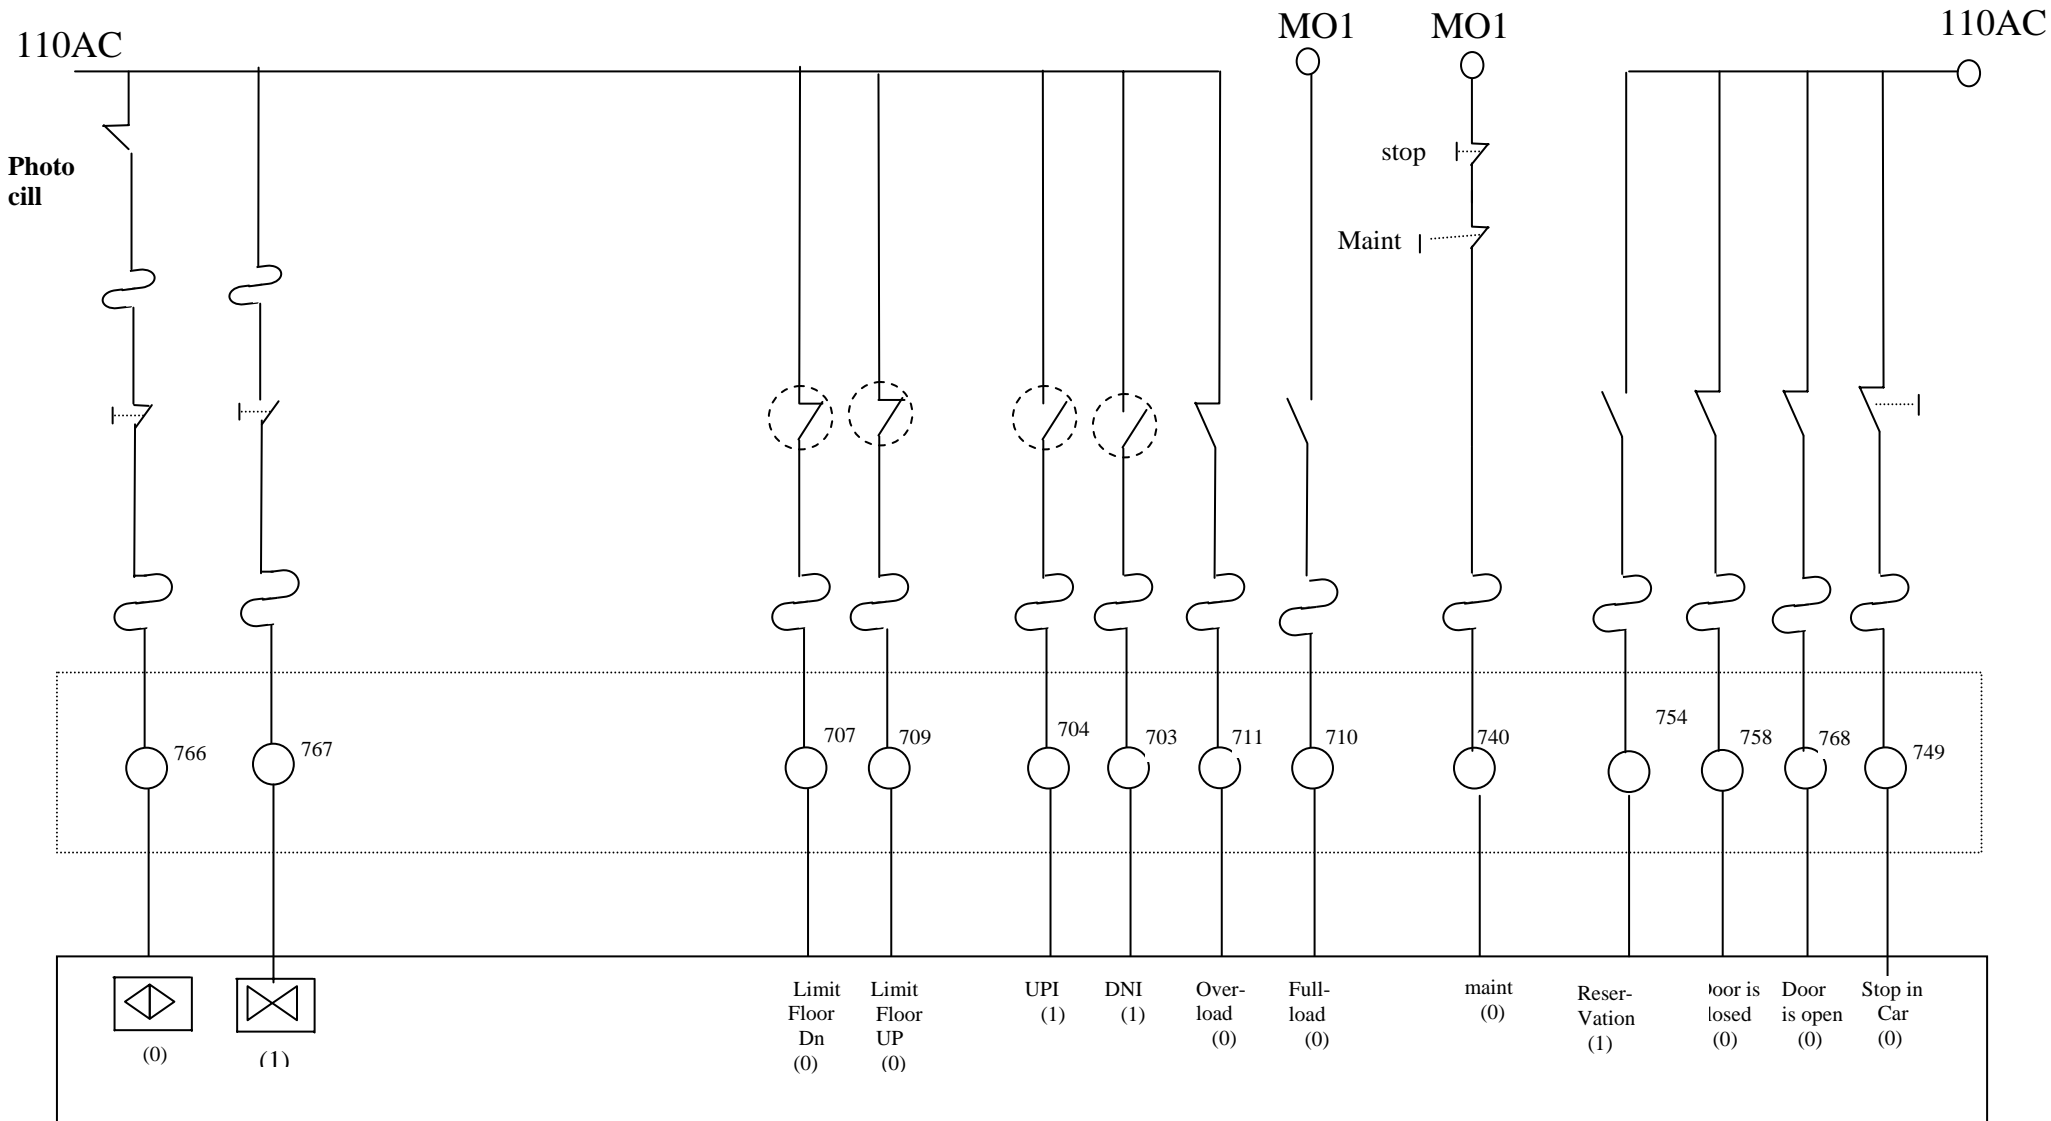 110AC
MO1
MO1
110AC
stop
Photo
cill
Maint
766
767
707
709
704
703
711
710
740
754
758
768
749
(0)
(1)
Limit
Floor
Dn
(0)
Limit
Floor
UP
(0)
UPI
(1)
DNI
(1)
Over-
load
(0)
Full-
load
(0)
maint
(0)
Reser-
Vation
(1)
oor is
losed
(0)
Door
is open
(0)
Stop in
Car
(0)